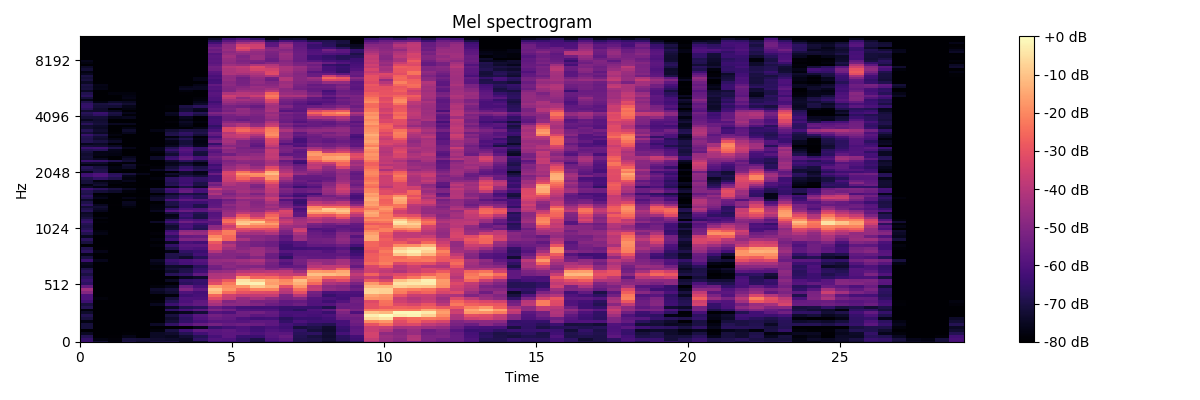 Mel spectrogram
8192
4096
2048
1024
512
0
Hz
0 5 10 15 20 25
Time
+0 dB
-10 dB
-20 dB
-30 dB
-40 dB
-50 dB
-60 dB
-70 dB
-80 dB